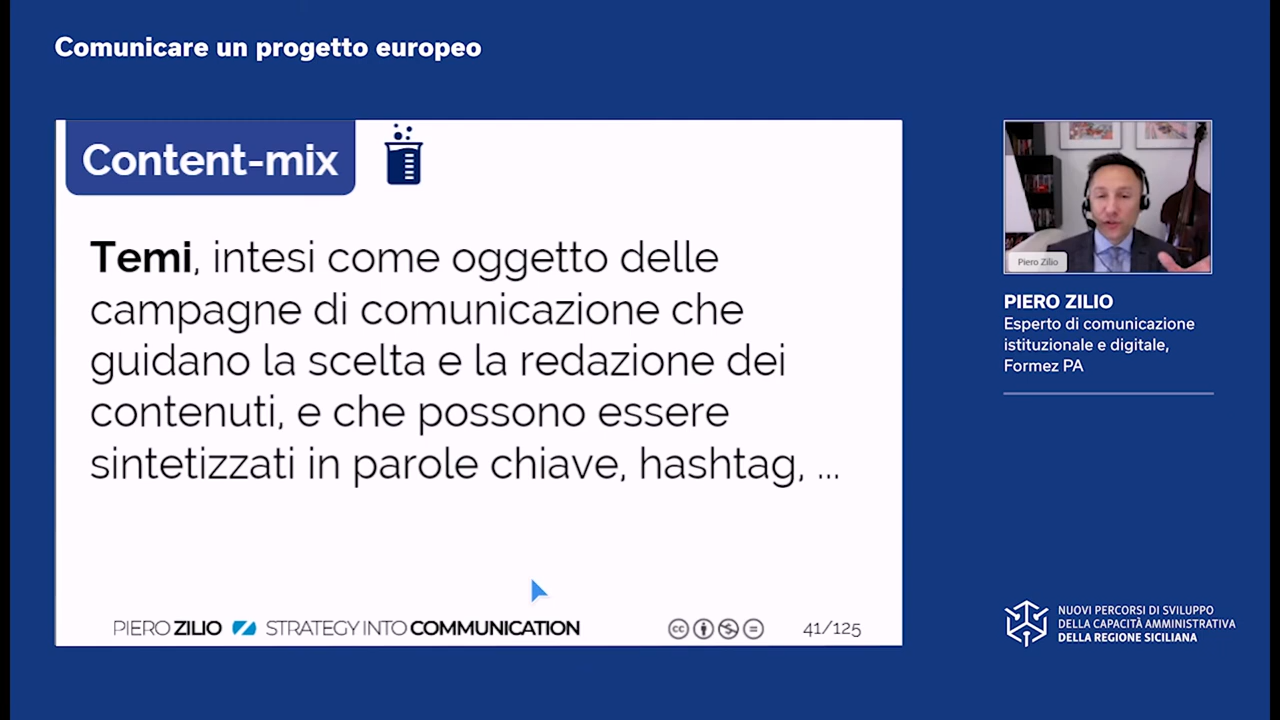 Comunicare un progetto europeo
Content-mix
Temi, intesi come oggetto delle
campagne di comunicazione che
guidano la scelta e la redazione dei
contenuti, e che possono essere
sintetizzati in parole chiave, hashtag, ...
PIERO ZILIO STRATEGY INTO COMMUNICATION
cc
41/125
Piero Zilio
PIERO ZILIO
Esperto di comunicazione
istituzionale e digitale,
Formez PA
NUOVI PERCORSI DI SVILUPPO
DELLA CAPACITÀ AMMINISTRATIVA
DELLA REGIONE SICILIANA